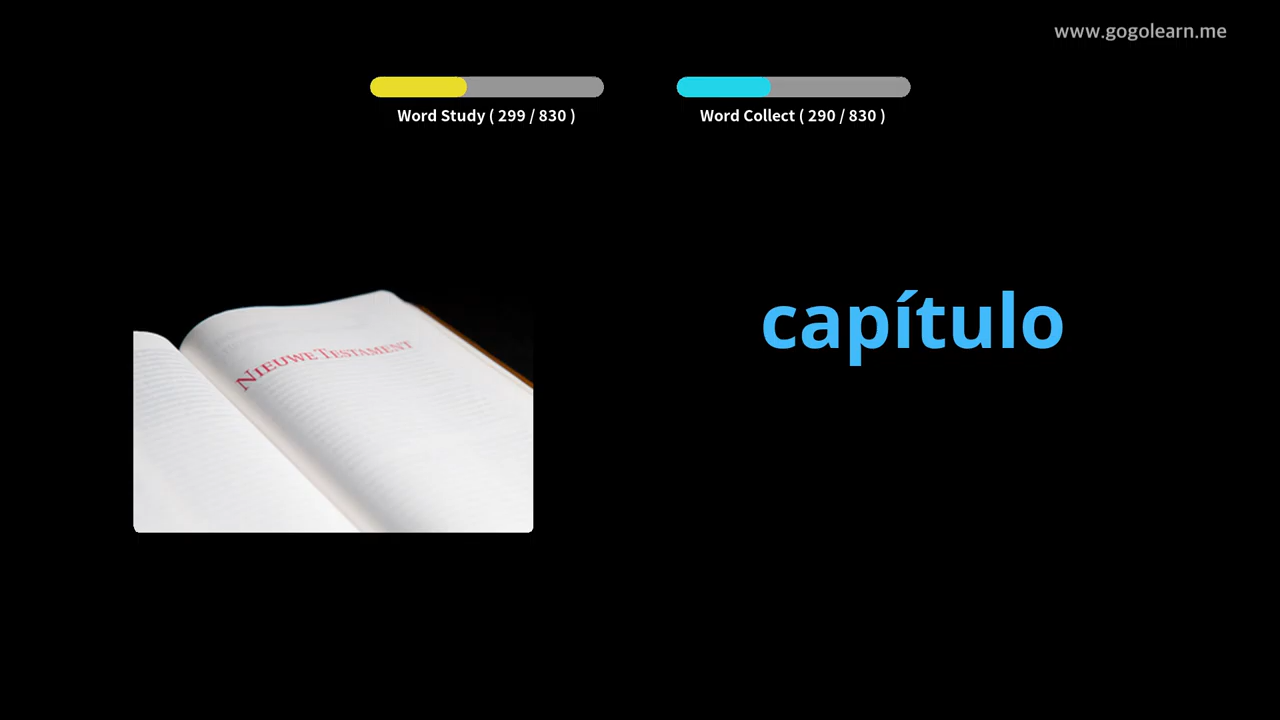 www.gogolearn.me
Word Study ( 299 / 830 )
Word Collect ( 290 / 830 )
capítulo
NIEUWE TESTAMENT